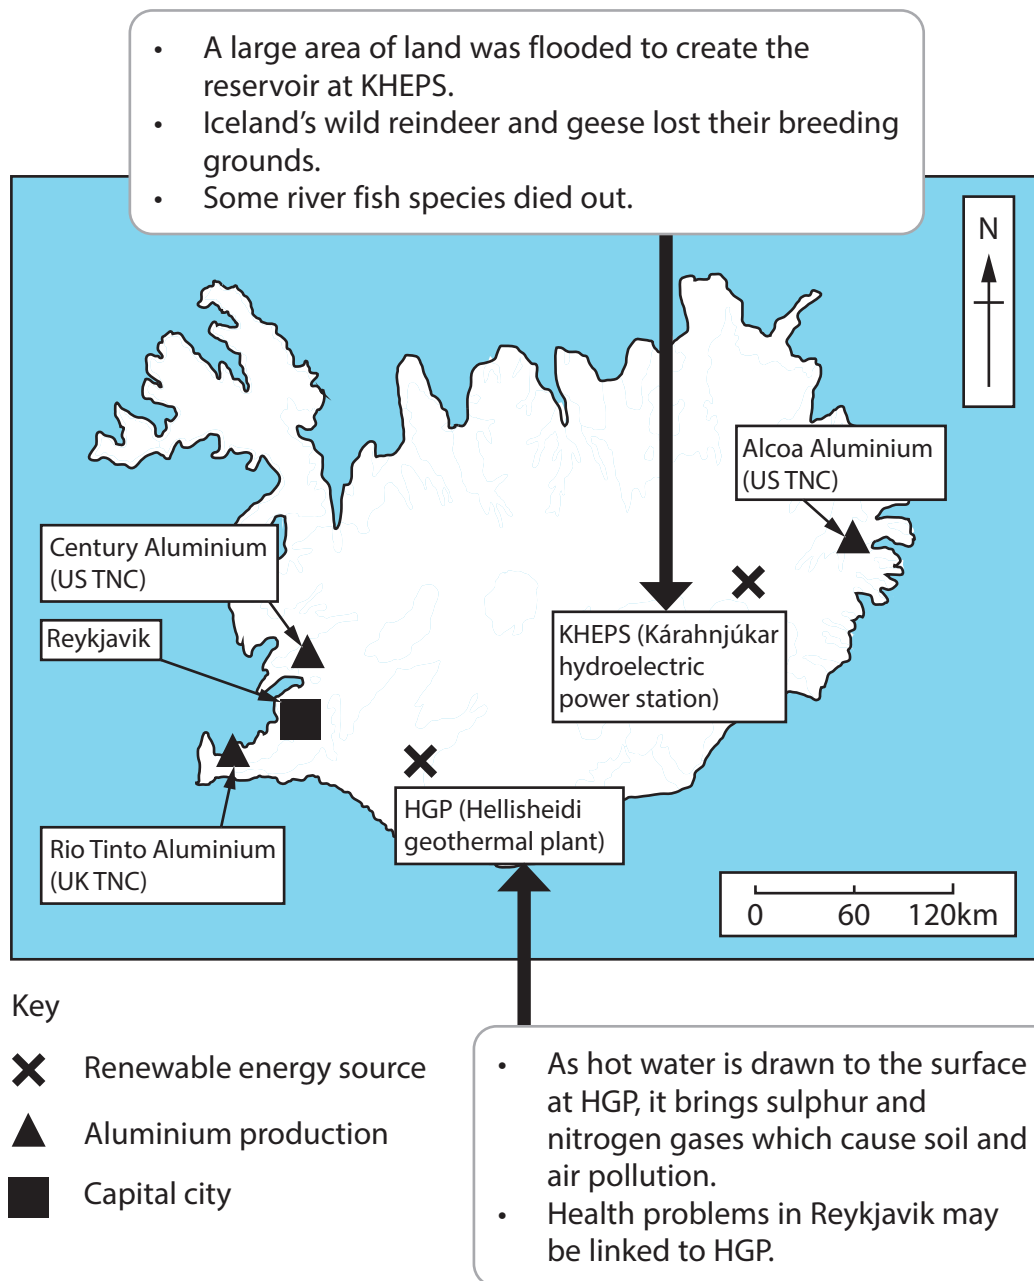 • A large area of land was flooded to create the
reservoir at KHEPS.
• Iceland's wild reindeer and geese lost their breeding
grounds.
• Some river fish species died out.
N
Alcoa Aluminium
(US TNC)
Century Aluminium
(US TNC)
Reykjavik
KHEPS (Kárahnjúkar
hydroelectric
power station)
HGP (Hellisheidi
geothermal plant)
Rio Tinto Aluminium
(UK TNC)
0 60 120km
Key
Renewable energy source
Aluminium production
Capital city
• As hot water is drawn to the surface
at HGP, it brings sulphur and
nitrogen gases which cause soil and
air pollution.
• Health problems in Reykjavik may
be linked to HGP.